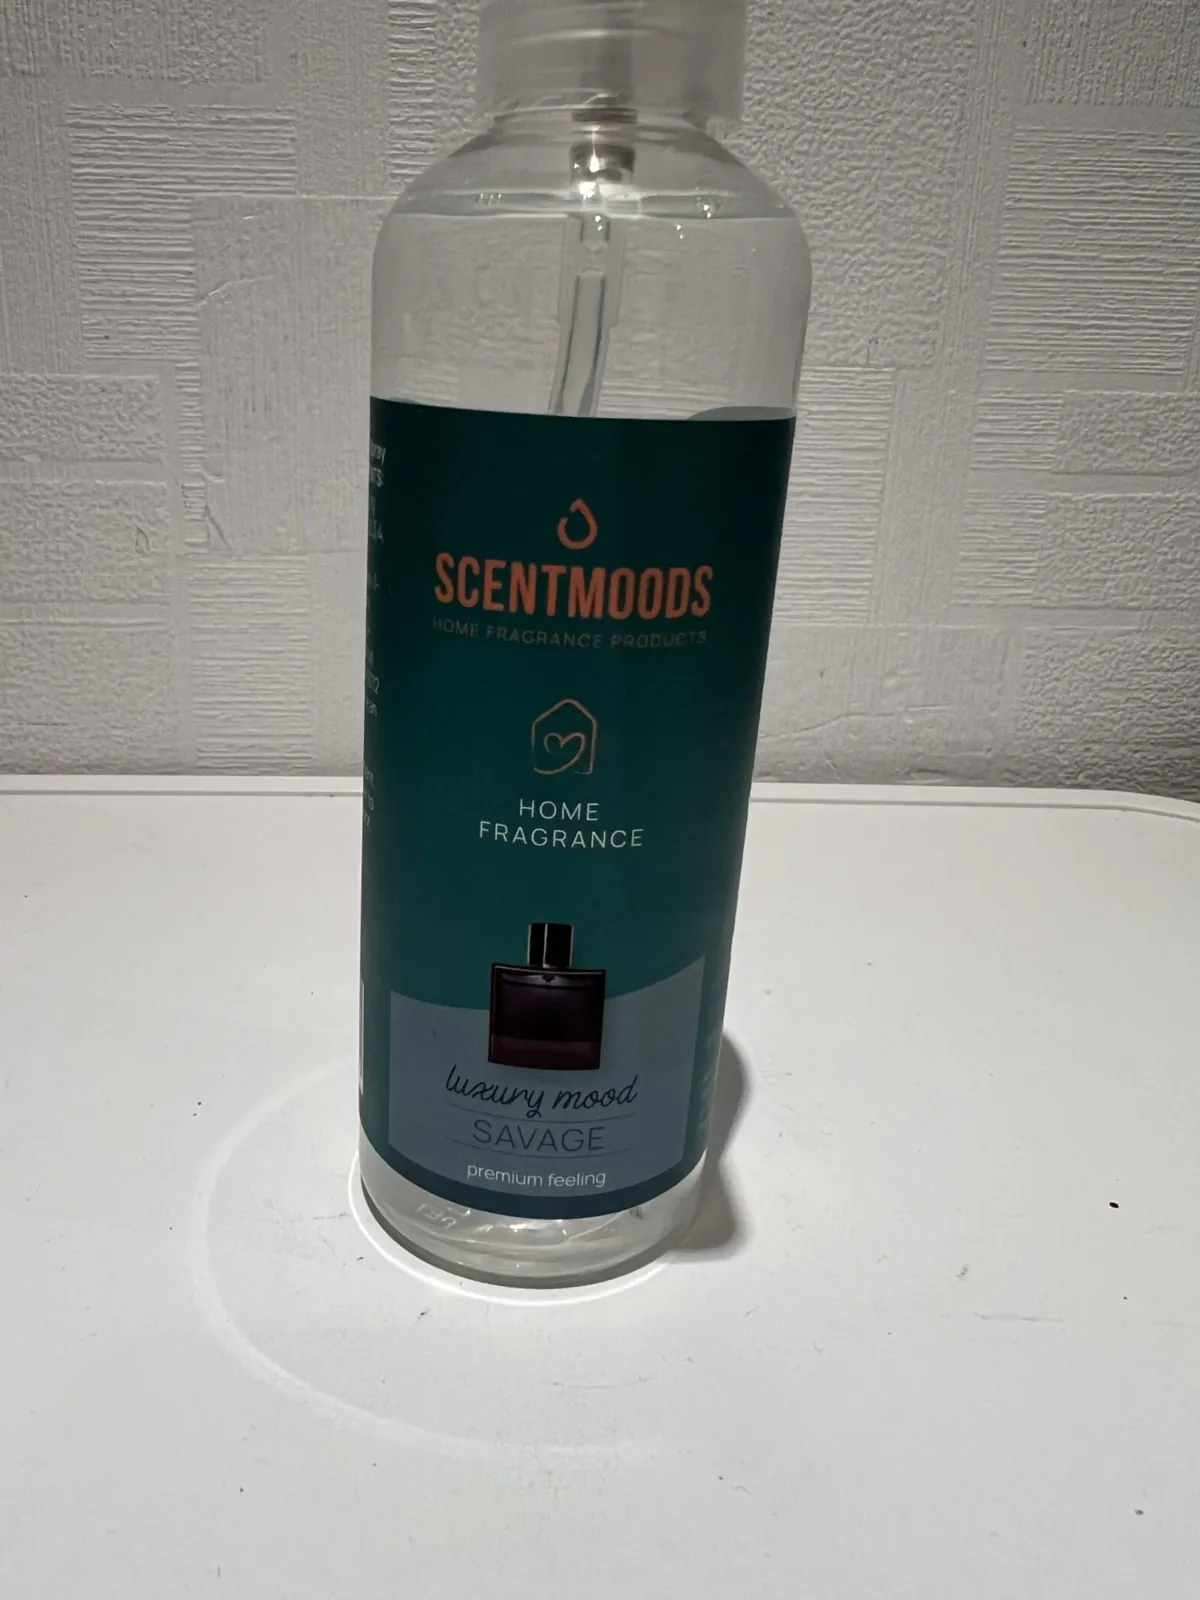 SCENTMOODS
HOME FRAGRANCE PRODUCTS
HOME
FRAGRANCE
luxury mood
SAVAGE
premium feeling